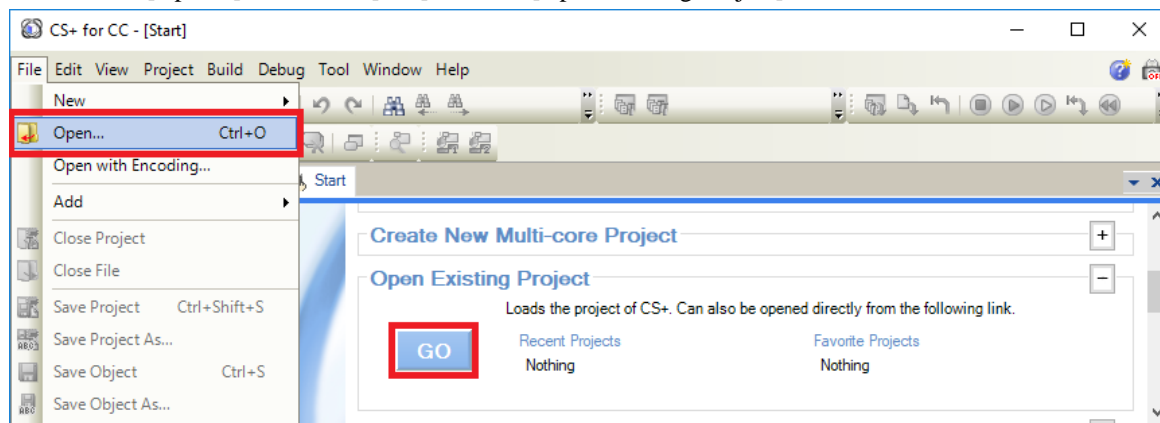 CS+ for CC - [Start]
File Edit View Project Build Debug Tool Window Help
New
Open... Ctrl+O
Open with Encoding...
Start
Add
Close Project
Close File
Save Project Ctrl+Shift+S
Save Project As...
Save Object Ctrl+S
Save Object As...
Create New Multi-core Project
Open Existing Project
Loads the project of CS+. Can also be opened directly from the following link.
GO
Recent Projects Favorite Projects
Nothing Nothing